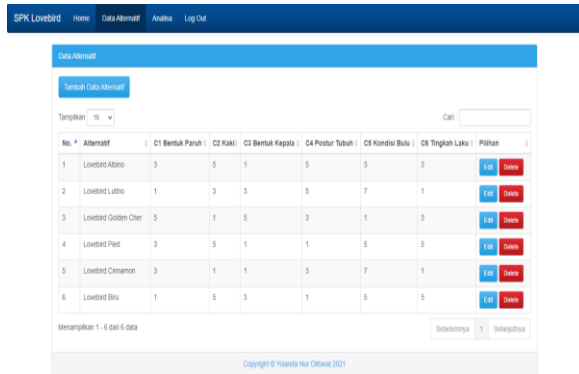 SPK Lovebird Home Data Alternatif Analisa Log Out
Data Alternatif
Tambah Data Alternatif
Tampilkan 10 Cari :
No. Alternatif C1 Bentuk Paruh C2 Kaki C3 Bentuk Kepala C4 Postur Tubuh C5 Kondisi Bulu C6 Tingkah Laku Pilihan
1 Lovebird Albino 3 5 1 5 3 3 Edit Delete
2 Lovebird Lutino 1 3 3 5 7 1 Edit Delete
3 Lovebird Golden Cher 5 1 5 3 1 3 Edit Delete
4 Lovebird Pied 3 5 1 1 5 5 Edit Delete
5 Lovebird Cinnamon 3 1 1 3 7 1 Edit Delete
6 Lovebird Biru 1 5 3 1 5 5 Edit Delete
Menampilkan 1 - 6 dari 6 data Sebelumnya 1 Selanjutnya
Copyright © Yolanda Nur Oktavia 2021